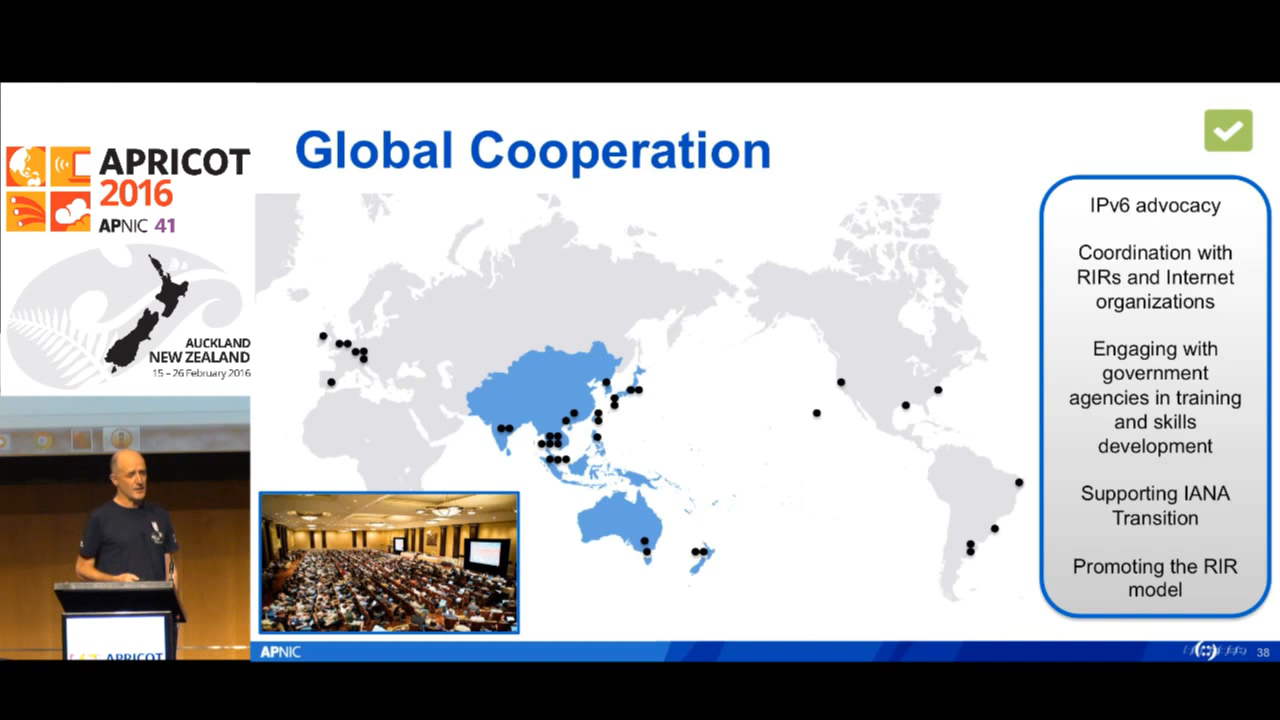 Global Cooperation
APRICOT
2016
APNIC 41
AUCKLAND
NEW ZEALAND
15 – 26 February 2016
IPv6 advocacy
Coordination with
RIRs and Internet
organizations
Engaging with
government
agencies in training
and skills
development
Supporting IANA
Transition
Promoting the RIR
model
APRICOT
APNIC
38